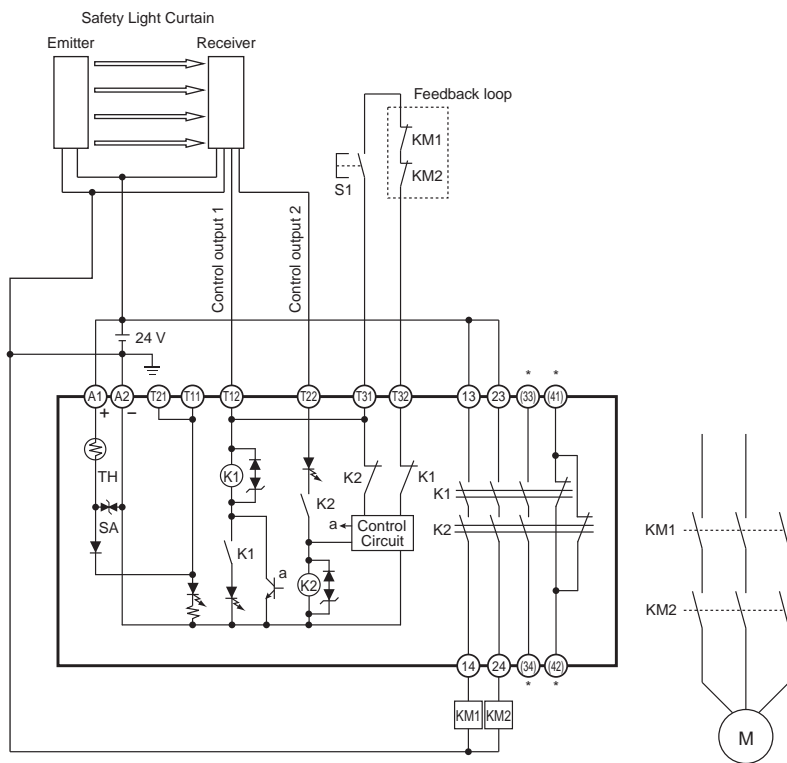 Safety Light Curtain
Emitter
Receiver
Feedback loop
KM1
KM2
S1
Control output 1
Control output 2
24 V
A1
A2
T21
T11
T12
T22
T31
T32
13
23
*
(33)
*
(41)
+
−
TH
SA
K1
K1
a
K2
K2
K2
K1
a
Control
Circuit
K1
K2
14
24
(34)
*
(42)
*
KM1
KM2
KM1
KM2
M